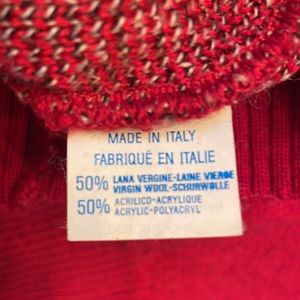 MADE IN ITALY
FABRIQUÉ EN ITALIE
50% LANA VERGINE-LAINE VIERGE
VIRGIN WOOL-SCHURWOLLE
50% ACRILICO-ACRYLIQUE
ACRYLIC-POLYACRYL